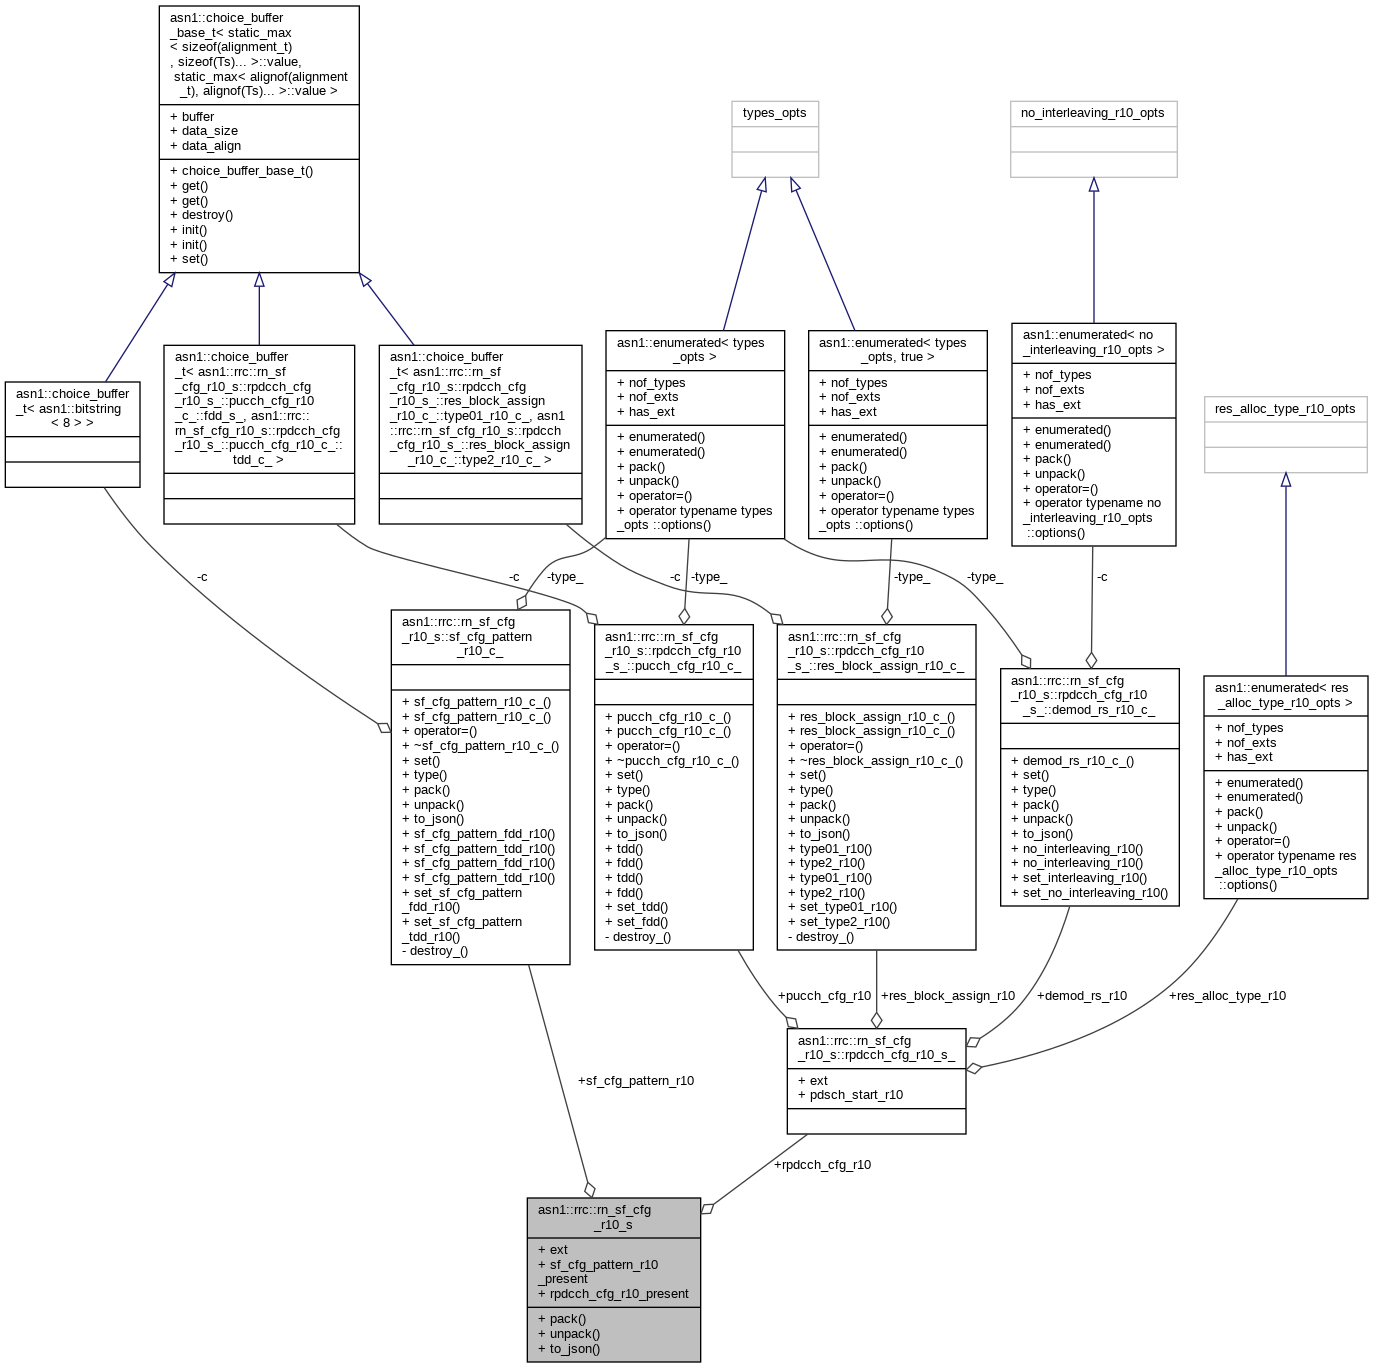 asn1::choice_buffer
_base_t< static_max
< sizeof(alignment_t)
, sizeof(Ts)... >::value,
static_max< alignof(alignment
_t), alignof(Ts)... >::value >
+ buffer
+ data_size
+ data_align
+ choice_buffer_base_t()
+ get()
+ get()
+ destroy()
+ init()
+ init()
+ set()
types_opts
no_interleaving_r10_opts
asn1::choice_buffer
_t< asn1::bitstring
< 8 > >
asn1::choice_buffer
_t< asn1::rrc::rn_sf
_cfg_r10_s::rpdcch_cfg
_r10_s_::pucch_cfg_r10
_c_::fdd_s_, asn1::rrc::
rn_sf_cfg_r10_s::rpdcch_cfg
_r10_s_::pucch_cfg_r10_c_::
tdd_c_ >
asn1::choice_buffer
_t< asn1::rrc::rn_sf
_cfg_r10_s::rpdcch_cfg
_r10_s_::res_block_assign
_r10_c_::type01_r10_c_, asn1
::rrc::rn_sf_cfg_r10_s::rpdcch
_cfg_r10_s_::res_block_assign
_r10_c_::type2_r10_c_ >
asn1::enumerated< types
_opts >
+ nof_types
+ nof_exts
+ has_ext
+ enumerated()
+ enumerated()
+ pack()
+ unpack()
+ operator=()
+ operator typename types
_opts ::options()
asn1::enumerated< types
_opts, true >
+ nof_types
+ nof_exts
+ has_ext
+ enumerated()
+ enumerated()
+ pack()
+ unpack()
+ operator=()
+ operator typename types
_opts ::options()
asn1::enumerated< no
_interleaving_r10_opts >
+ nof_types
+ nof_exts
+ has_ext
+ enumerated()
+ enumerated()
+ pack()
+ unpack()
+ operator=()
+ operator typename no
_interleaving_r10_opts
::options()
res_alloc_type_r10_opts
-c
-c
-type_
-c
-type_
-type_
-type_
-c
asn1::rrc::rn_sf_cfg
_r10_s::sf_cfg_pattern
_r10_c_
+ sf_cfg_pattern_r10_c_()
+ sf_cfg_pattern_r10_c_()
+ operator=()
+ ~sf_cfg_pattern_r10_c_()
+ set()
+ type()
+ pack()
+ unpack()
+ to_json()
+ sf_cfg_pattern_fdd_r10()
+ sf_cfg_pattern_tdd_r10()
+ sf_cfg_pattern_fdd_r10()
+ sf_cfg_pattern_tdd_r10()
+ set_sf_cfg_pattern
_fdd_r10()
+ set_sf_cfg_pattern
_tdd_r10()
- destroy_()
asn1::rrc::rn_sf_cfg
_r10_s::rpdcch_cfg_r10
_s_::pucch_cfg_r10_c_
+ pucch_cfg_r10_c_()
+ pucch_cfg_r10_c_()
+ operator=()
+ ~pucch_cfg_r10_c_()
+ set()
+ type()
+ pack()
+ unpack()
+ to_json()
+ tdd()
+ fdd()
+ tdd()
+ fdd()
+ set_tdd()
+ set_fdd()
- destroy_()
asn1::rrc::rn_sf_cfg
_r10_s::rpdcch_cfg_r10
_s_::res_block_assign_r10_c_
+ res_block_assign_r10_c_()
+ res_block_assign_r10_c_()
+ operator=()
+ ~res_block_assign_r10_c_()
+ set()
+ type()
+ pack()
+ unpack()
+ to_json()
+ type01_r10()
+ type2_r10()
+ type01_r10()
+ type2_r10()
+ set_type01_r10()
+ set_type2_r10()
- destroy_()
asn1::rrc::rn_sf_cfg
_r10_s::rpdcch_cfg_r10
_s_::demod_rs_r10_c_
+ demod_rs_r10_c_()
+ set()
+ type()
+ pack()
+ unpack()
+ to_json()
+ no_interleaving_r10()
+ no_interleaving_r10()
+ set_interleaving_r10()
+ set_no_interleaving_r10()
asn1::enumerated< res
_alloc_type_r10_opts >
+ nof_types
+ nof_exts
+ has_ext
+ enumerated()
+ enumerated()
+ pack()
+ unpack()
+ operator=()
+ operator typename res
_alloc_type_r10_opts
::options()
+pucch_cfg_r10
+res_block_assign_r10
+demod_rs_r10
+res_alloc_type_r10
asn1::rrc::rn_sf_cfg
_r10_s::rpdcch_cfg_r10_s_
+ ext
+ pdsch_start_r10
+sf_cfg_pattern_r10
+rpdcch_cfg_r10
asn1::rrc::rn_sf_cfg
_r10_s
+ ext
+ sf_cfg_pattern_r10
_present
+ rpdcch_cfg_r10_present
+ pack()
+ unpack()
+ to_json()